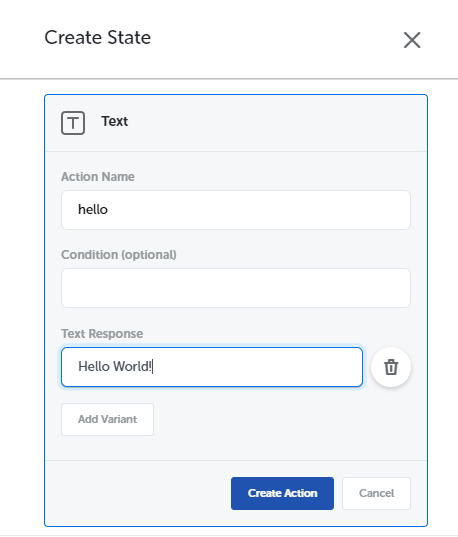 Create State
T Text
Action Name
hello
Condition (optional)
Text Response
Hello World!
Add Variant
Create Action Cancel